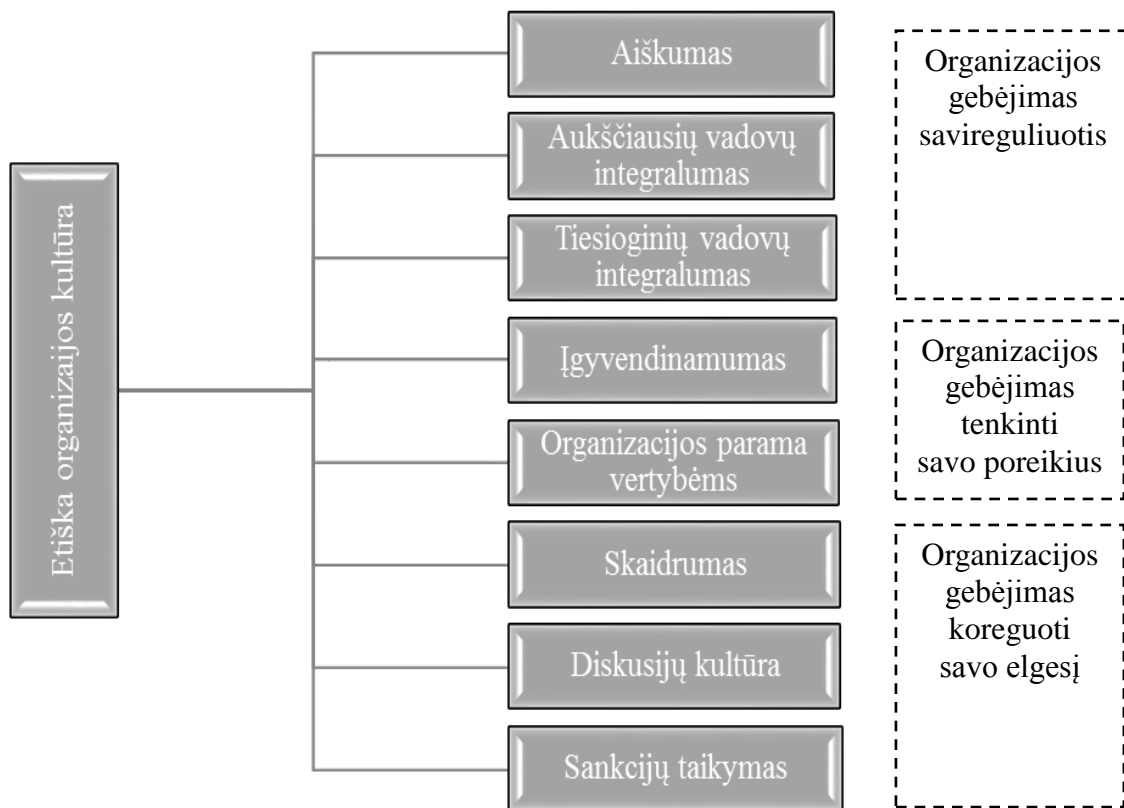 Etiška organizaijos kultūra
Aiškumas
Aukščiausių vadovų
integralumas
Tiesioginių vadovų
integralumas
Įgyvendinamumas
Organizacijos parama
vertybėms
Skaidrumas
Diskusijų kultūra
Sankcijų taikymas
Organizacijos
gebėjimas
savireguliuotis
Organizacijos
gebėjimas
tenkinti
savo poreikius
Organizacijos
gebėjimas
koreguoti
savo elgesį